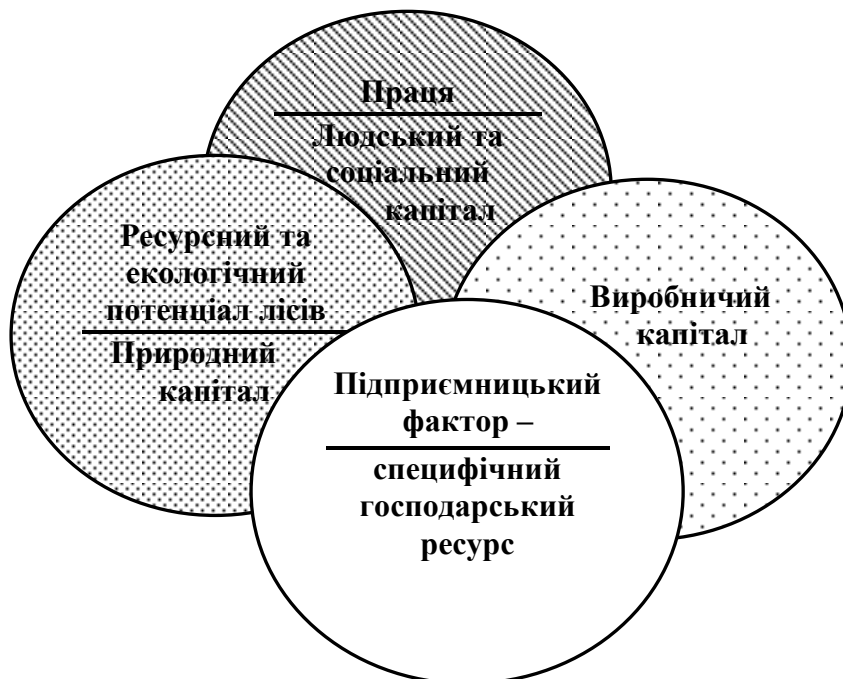 Праця
Людський та
соціальний
капітал
Ресурсний та
екологічний
потенціал лісів
Природний
капітал
Виробничий
капітал
Підприємницький
фактор –
специфічний
господарський
ресурс